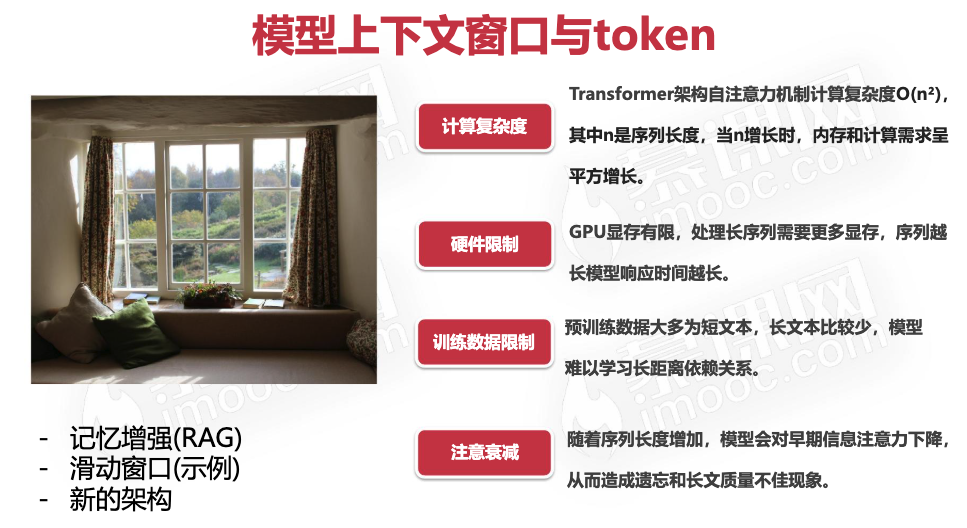 模型上下文窗口与token
计算复杂度
Transformer架构自注意力机制计算复杂度O(n²),
其中n是序列长度，当n增长时，内存和计算需求呈
平方增长。
硬件限制
GPU显存有限，处理长序列需要更多显存，序列越
长模型响应时间越长。
训练数据限制
预训练数据大多为短文本，长文本比较少，模型
难以学习长距离依赖关系。
注意衰减
随着序列长度增加，模型会对早期信息注意力下降，
从而造成遗忘和长文质量不佳现象。
- 记忆增强(RAG)
- 滑动窗口(示例)
- 新的架构
慕课网
imooc.com
慕课网
imooc.com